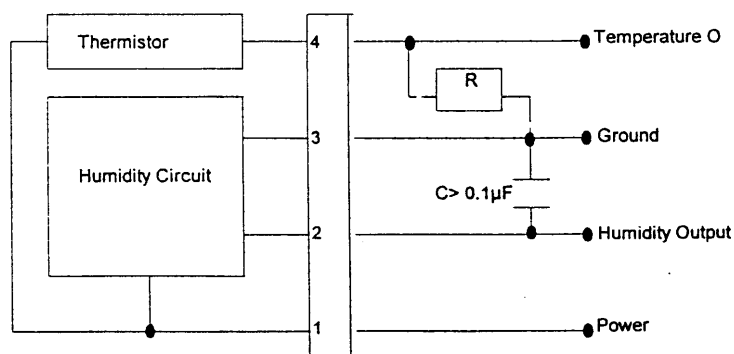 Thermistor
4
Temperature O
R
3
Ground
Humidity Circuit
C> 0.1µF
2
Humidity Output
1
Power